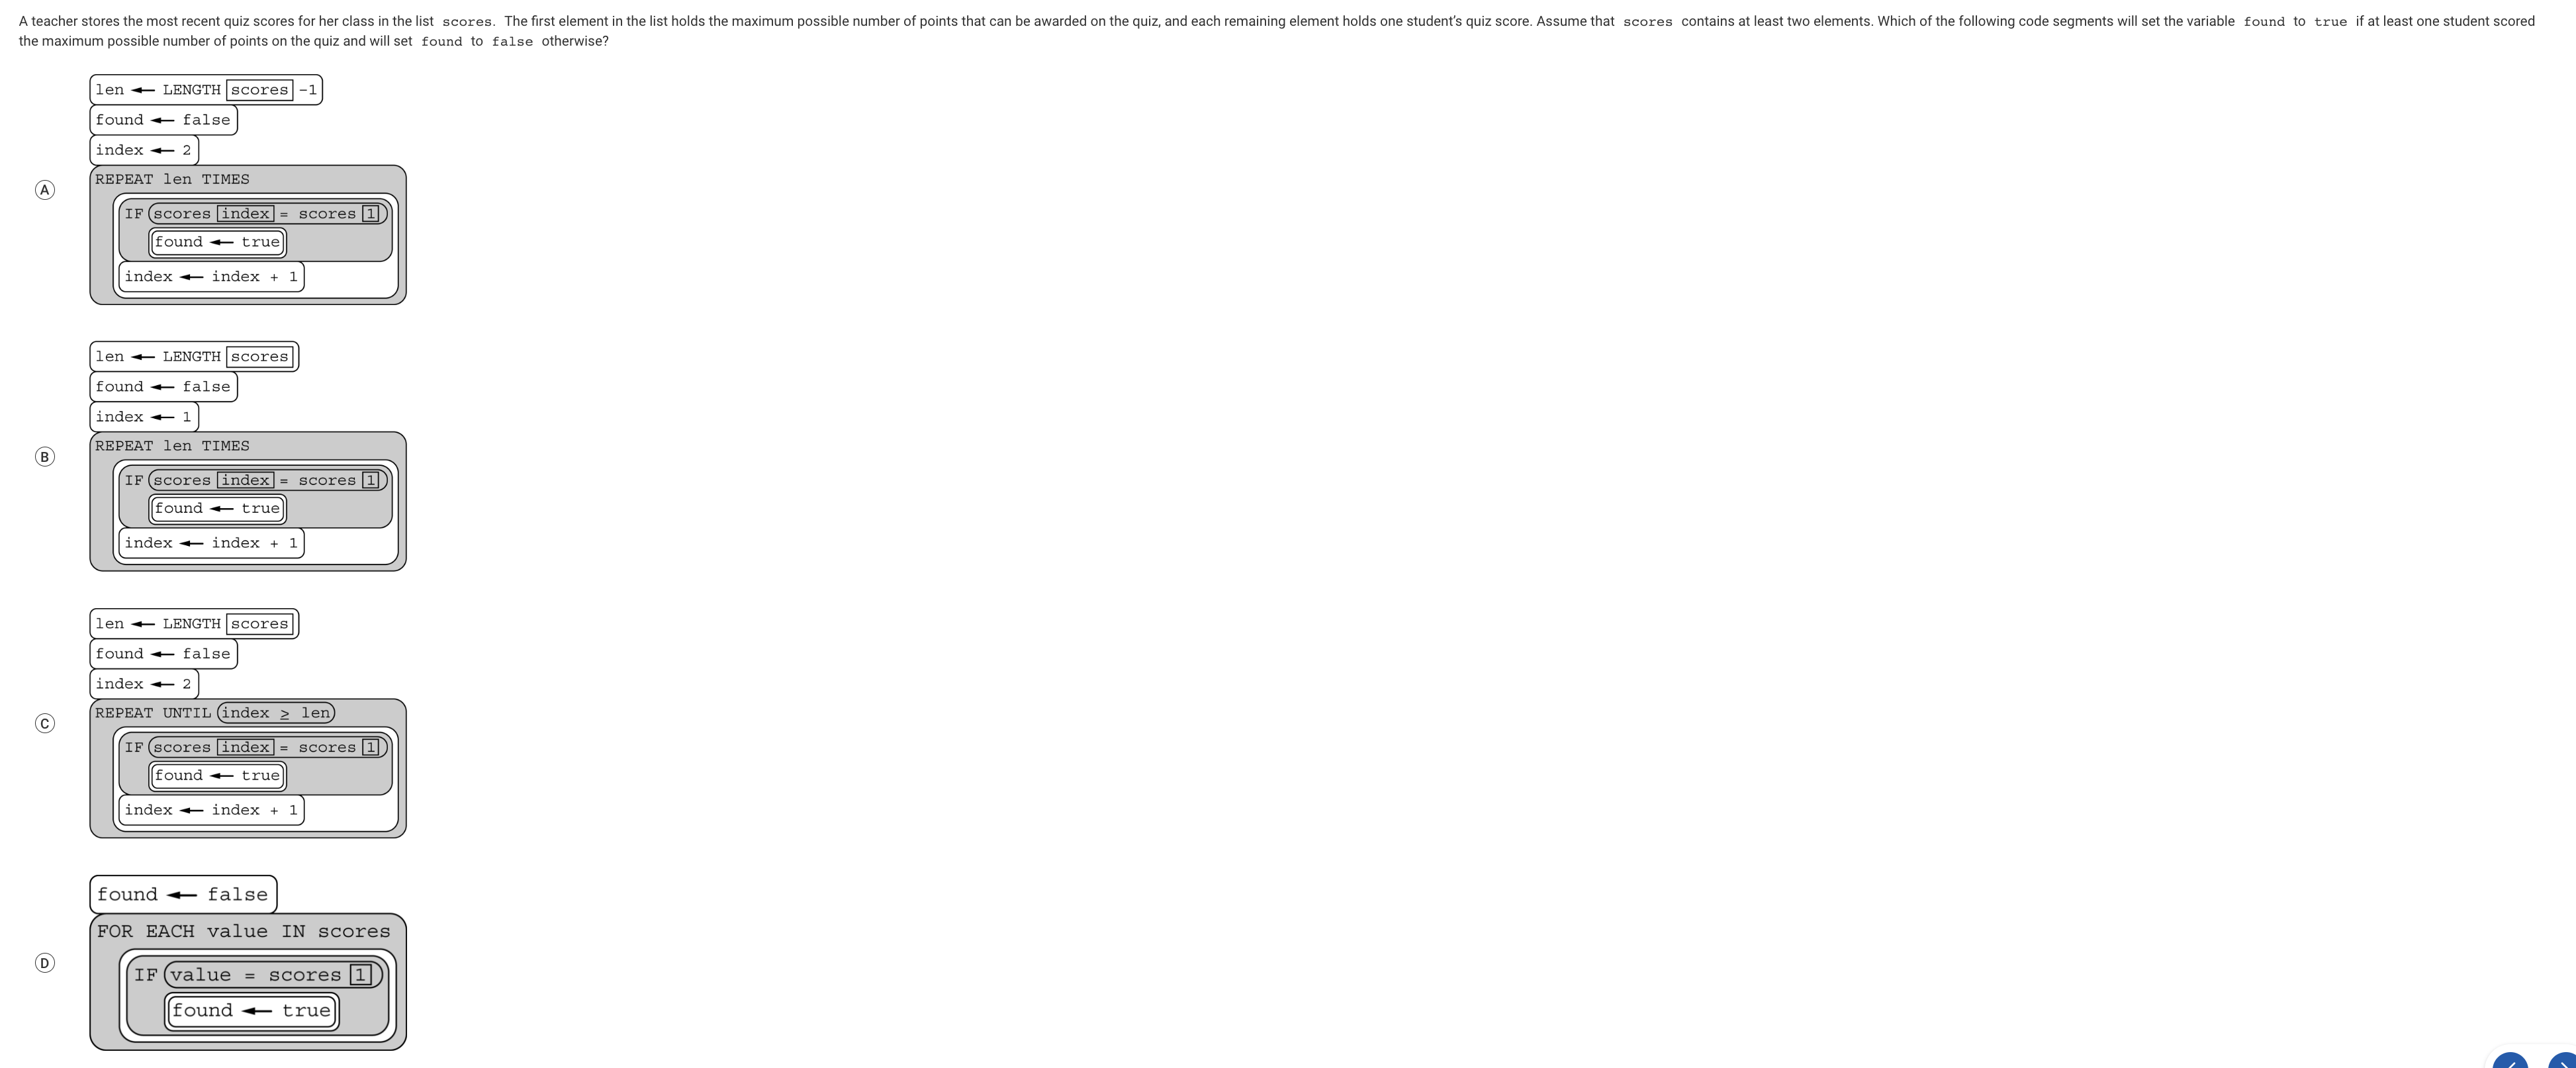 A teacher stores the most recent quiz scores for her class in the list scores. The first element in the list holds the maximum possible number of points that can be awarded on the quiz, and each remaining element holds one student's quiz score. Assume that scores contains at least two elements. Which of the following code segments will set the variable found to true if at least one student scored
the maximum possible number of points on the quiz and will set found to false otherwise?
len ← LENGTH scores -1
found ← false
index ← 2
REPEAT len TIMES
A
IF scores index = scores 1
found ← true
index ← index + 1
len ← LENGTH scores
found ← false
index ← 1
REPEAT len TIMES
B
IF scores index = scores 1
found ← true
index ← index + 1
len ← LENGTH scores
found ← false
index ← 2
REPEAT UNTIL index ≥ len
C
IF scores index = scores 1
found ← true
index ← index + 1
found ← false
FOR EACH value IN scores
D
IF value = scores 1
found ← true